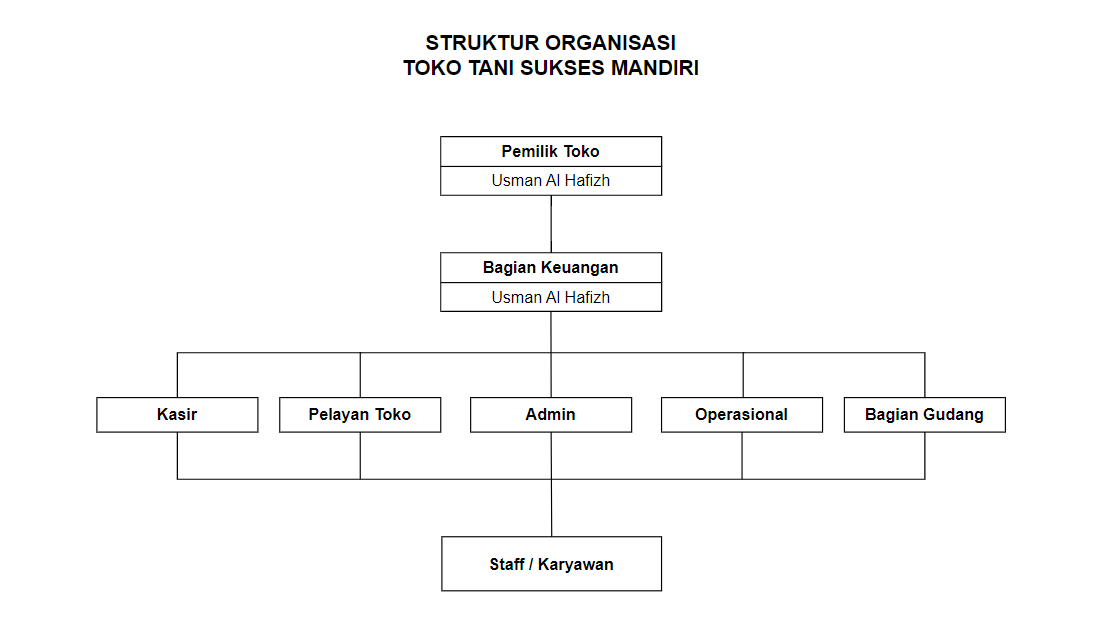 STRUKTUR ORGANISASI
TOKO TANI SUKSES MANDIRI
Pemilik Toko
Usman Al Hafizh
Bagian Keuangan
Usman Al Hafizh
Kasir
Pelayan Toko
Admin
Operasional
Bagian Gudang
Staff / Karyawan